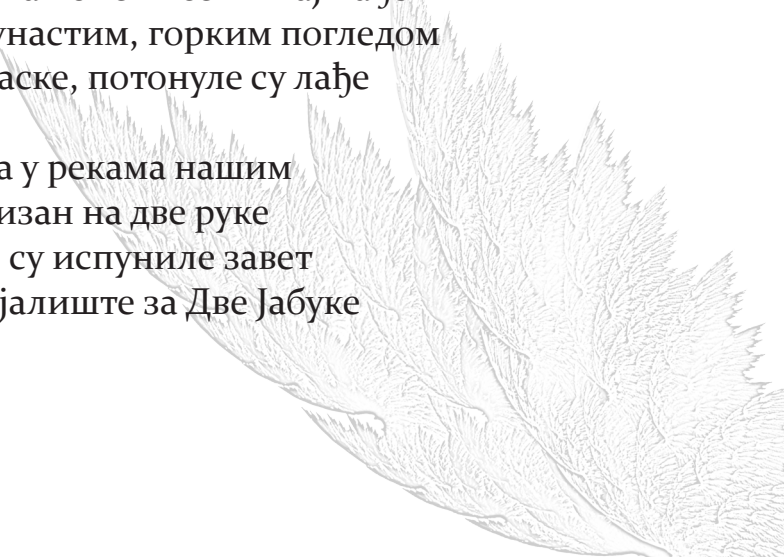 унастим, горким погледом
аске, потонуле су лађе
а у рекама нашим
изан на две руке
су испуниле завет
јалиште за Две Јабуке